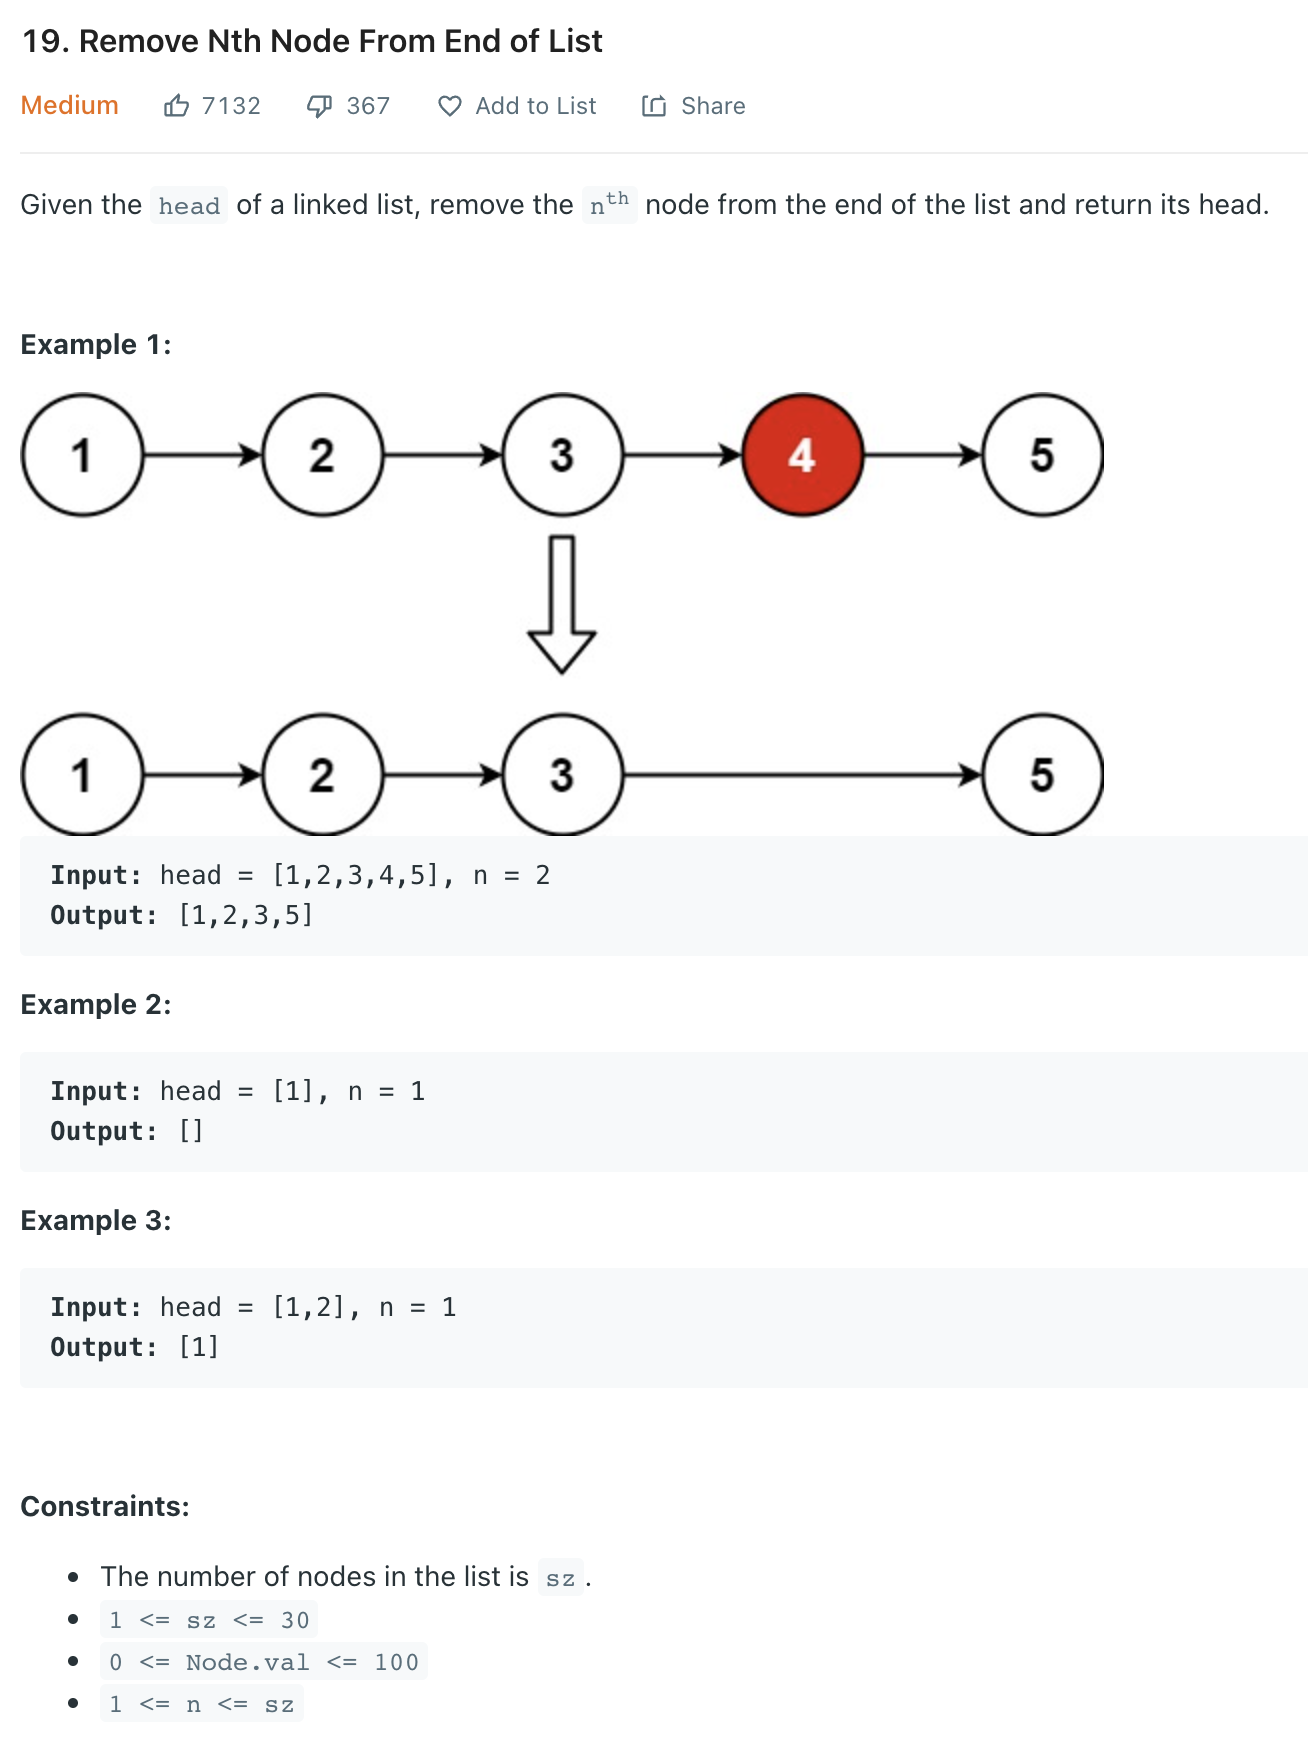 19. Remove Nth Node From End of List
Medium 7132 367 Add to List Share
Given the head of a linked list, remove the nth node from the end of the list and return its head.
Example 1:
1 2 3 4 5
1 2 3 5
Input: head = [1,2,3,4,5], n = 2
Output: [1,2,3,5]
Example 2:
Input: head = [1], n = 1
Output: []
Example 3:
Input: head = [1,2], n = 1
Output: [1]
Constraints:
• The number of nodes in the list is sz.
• 1 <= sz <= 30
• 0 <= Node.val <= 100
• 1 <= n <= sz